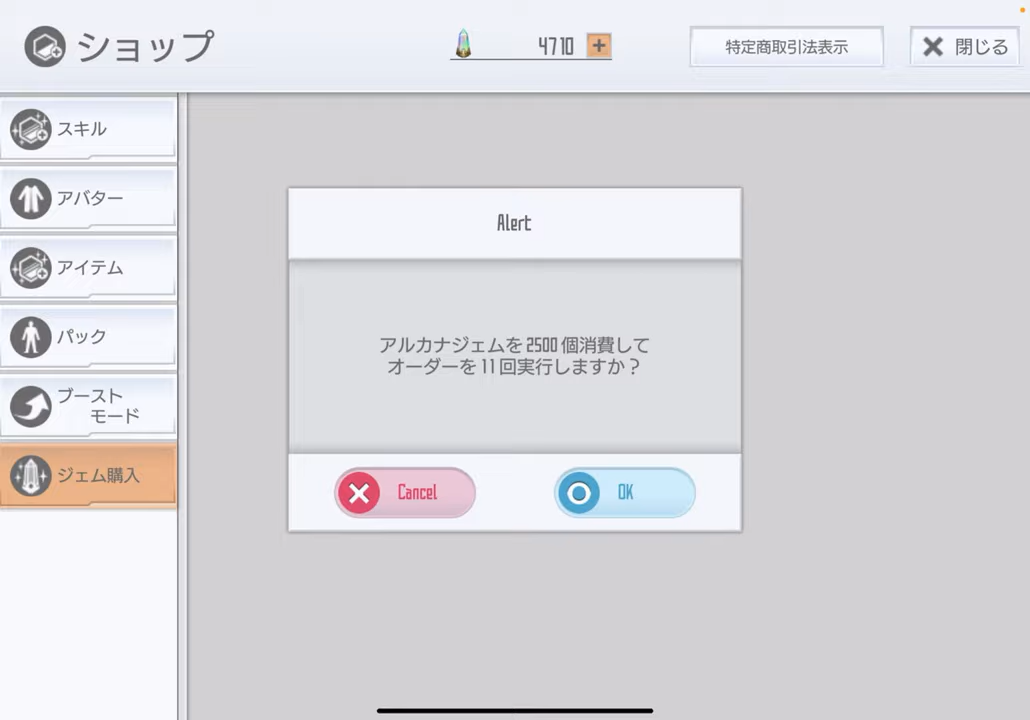 ショップ
4710
特定商取引法表示
閉じる
スキル
アバター
アイテム
パック
ブースト
モード
ジェム購入
Alert
アルカナジェムを2500個消費して
オーダーを11回実行しますか？
Cancel
OK